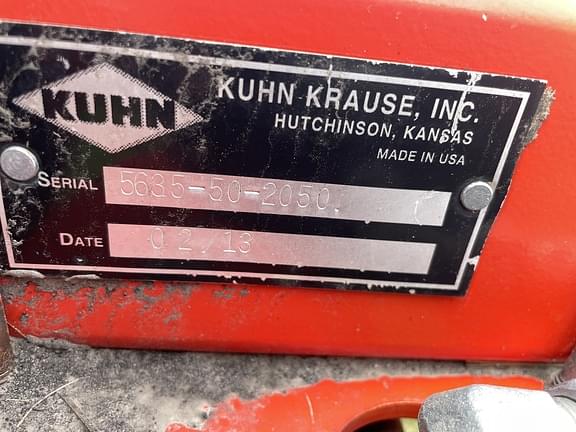 KUHN
KUHN KRAUSE, INC.
HUTCHINSON, KANSAS
MADE IN USA
SERIAL 5635-50-2050
DATE 02/13